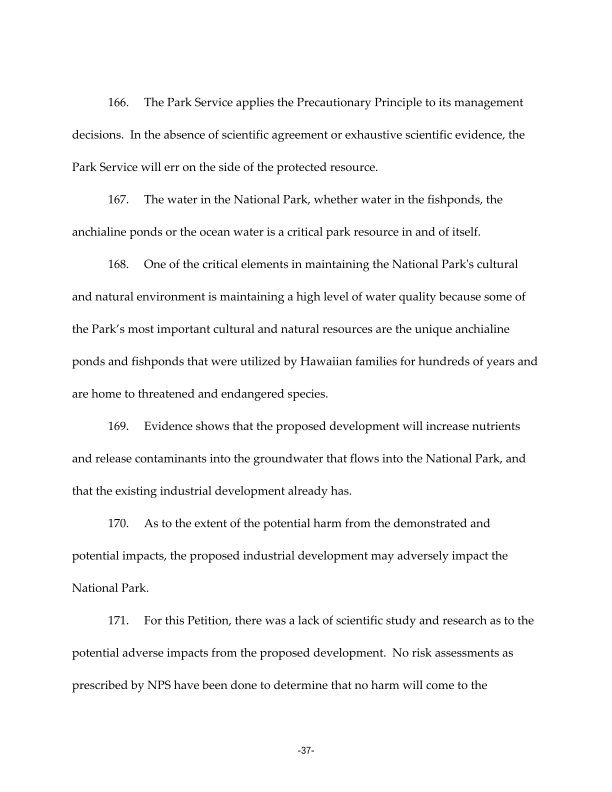 166. The Park Service applies the Precautionary Principle to its management
decisions. In the absence of scientific agreement or exhaustive scientific evidence, the
Park Service will err on the side of the protected resource.
167. The water in the National Park, whether water in the fishponds, the
anchialine ponds or the ocean water is a critical park resource in and of itself.
168. One of the critical elements in maintaining the National Park's cultural
and natural environment is maintaining a high level of water quality because some of
the Park’s most important cultural and natural resources are the unique anchialine
ponds and fishponds that were utilized by Hawaiian families for hundreds of years and
are home to threatened and endangered species.
169. Evidence shows that the proposed development will increase nutrients
and release contaminants into the groundwater that flows into the National Park, and
that the existing industrial development already has.
170. As to the extent of the potential harm from the demonstrated and
potential impacts, the proposed industrial development may adversely impact the
National Park.
171. For this Petition, there was a lack of scientific study and research as to the
potential adverse impacts from the proposed development. No risk assessments as
prescribed by NPS have been done to determine that no harm will come to the
-37-